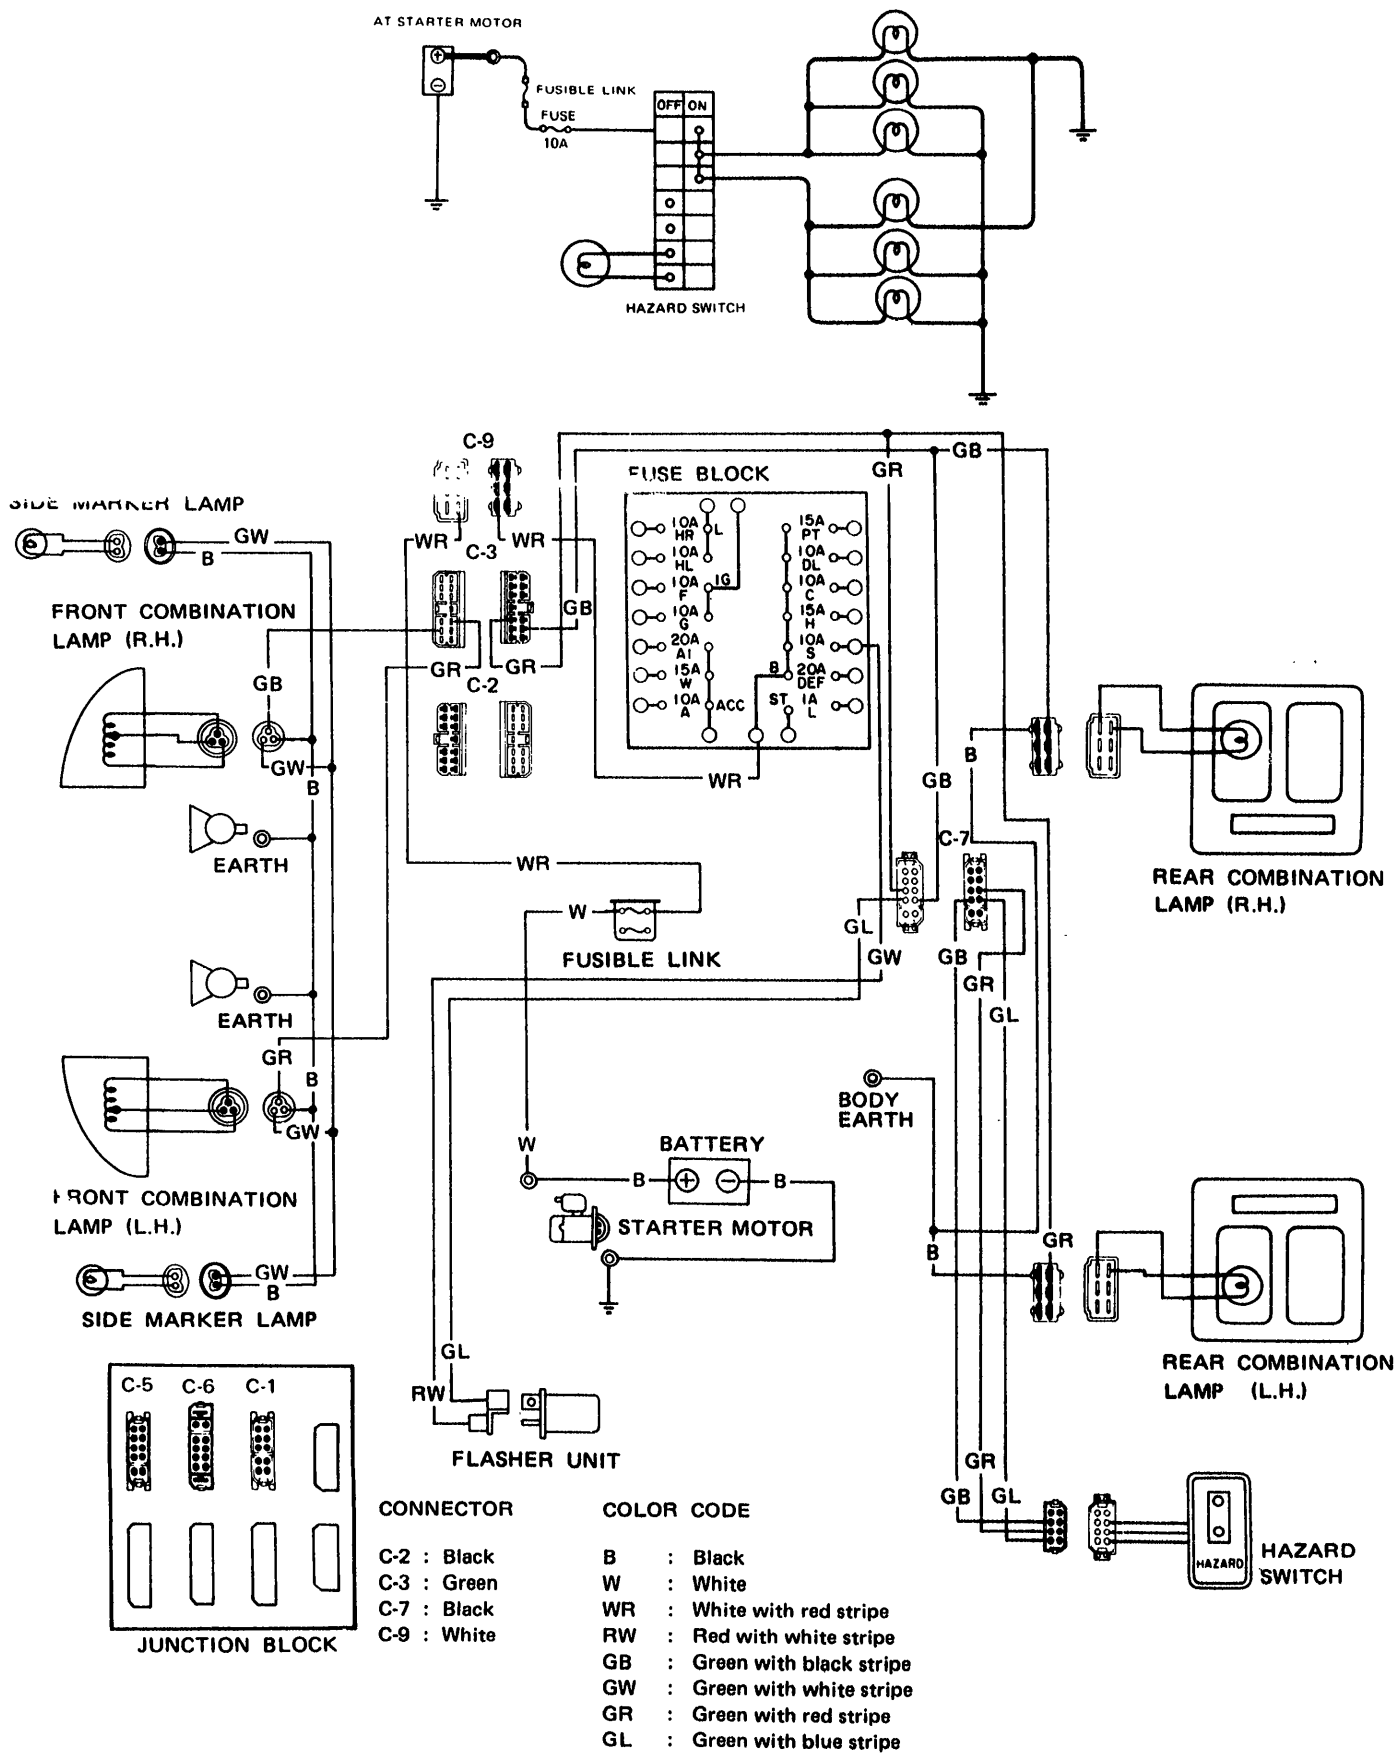 AT STARTER MOTOR
FUSIBLE LINK
FUSE
10A
OFF ON
HAZARD SWITCH
C-9
GB
GR
FUSE BLOCK
SIDE MARKER LAMP
GW
B
WR
C-3
WR
10A
HR
L
15A
PT
10A
HL
10A
DL
10A
F
IG
10A
C
10A
G
15A
H
20A
A1
10A
S
15A
W
B
20A
DEF
10A
A
ACC
ST
1A
L
GB
FRONT COMBINATION
LAMP (R.H.)
GR
GR
C-2
GB
GW
B
WR
B
GB
C-7
EARTH
REAR COMBINATION
LAMP (R.H.)
WR
W
FUSIBLE LINK
GL
GW
GB
GR
GL
EARTH
GR
B
GW
BODY
EARTH
W
BATTERY
B
B
STARTER MOTOR
FRONT COMBINATION
LAMP (L.H.)
B
GR
GW
B
SIDE MARKER LAMP
GL
RW
REAR COMBINATION
LAMP (L.H.)
FLASHER UNIT
C-5 C-6 C-1
JUNCTION BLOCK
GR
GB
GL
HAZARD
HAZARD
SWITCH
CONNECTOR
C-2 : Black
C-3 : Green
C-7 : Black
C-9 : White
COLOR CODE
B : Black
W : White
WR : White with red stripe
RW : Red with white stripe
GB : Green with black stripe
GW : Green with white stripe
GR : Green with red stripe
GL : Green with blue stripe